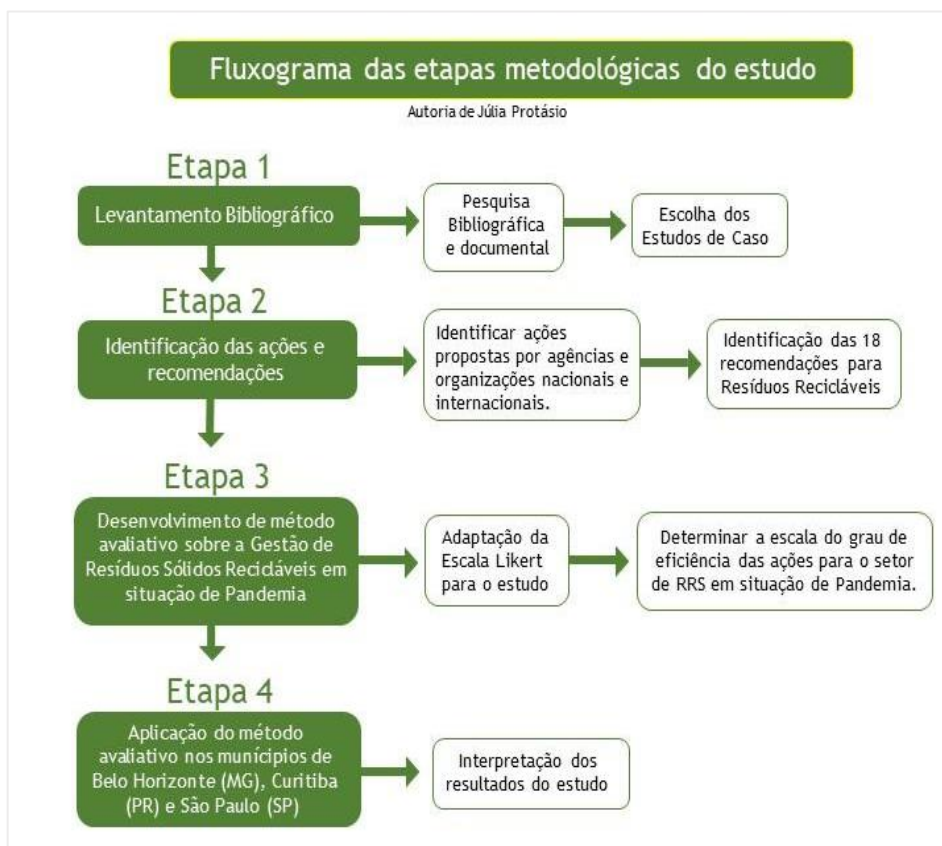 Fluxograma das etapas metodológicas do estudo
Autoria de Júlia Protásio
Etapa 1
Levantamento Bibliográfico
Pesquisa
Bibliográfica
e documental
Escolha dos
Estudos de Caso
Etapa 2
Identificação das ações e
recomendações
Identificar ações
propostas por agências e
organizações nacionais e
internacionais.
Identificação das 18
recomendações para
Resíduos Recicláveis
Etapa 3
Desenvolvimento de método
avaliativo sobre a Gestão de
Resíduos Sólidos Recicláveis em
situação de Pandemia
Adaptação da
Escala Likert
para o estudo
Determinar a escala do grau de
eficiência das ações para o setor
de RRS em situação de Pandemia.
Etapa 4
Aplicação do método
avaliativo nos munícipios de
Belo Horizonte (MG), Curitiba
(PR) e São Paulo (SP)
Interpretação dos
resultados do estudo